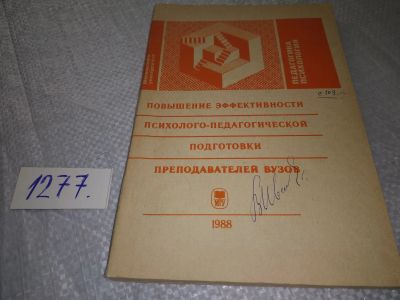 ПЕДАГОГИКА
ПСИХОЛОГИЯ
ПОВЫШЕНИЕ ЭФФЕКТИВНОСТИ
ПСИХОЛОГО-ПЕДАГОГИЧЕСКОЙ
ПОДГОТОВКИ
ПРЕПОДАВАТЕЛЕЙ ВУЗОВ
1988
1277.